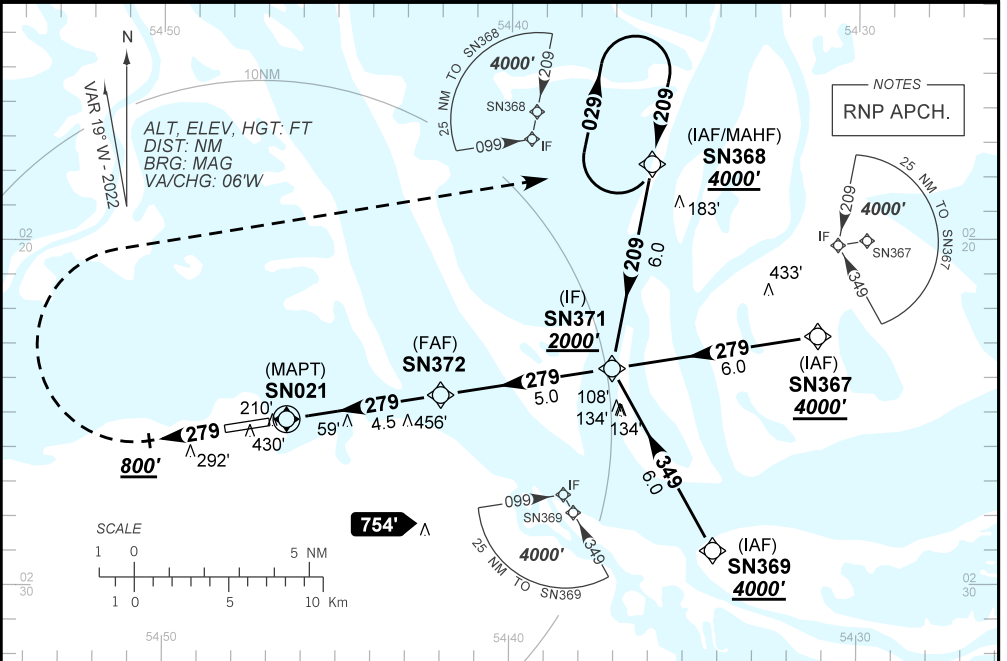 54 50
54 40
54 30
N
VAR 19° W - 2022
10NM
ALT, ELEV, HGT: FT
DIST: NM
BRG: MAG
VA/CHG: 06'W
25 NM TO SN368
4000'
209
SN368
099
IF
029
209
(IAF/MAHF)
SN368
4000'
183'
NOTES
RNP APCH.
25 NM TO SN367
209
4000'
IF
SN367
349
02
20
02
20
209
6.0
433'
(IF)
SN371
2000'
279
6.0
(IAF)
SN367
4000'
(FAF)
SN372
279
5.0
(MAPT)
SN021
279
4.5
456'
108'
134'
134'
210'
59'
430'
279
292'
800'
349
6.0
(IAF)
SN369
4000'
754'
099
IF
SN369
4000'
349
25 NM TO SN369
SCALE
1 0 5 NM
1 0 5 10 Km
02
30
02
30
54 50
54 40
54 30